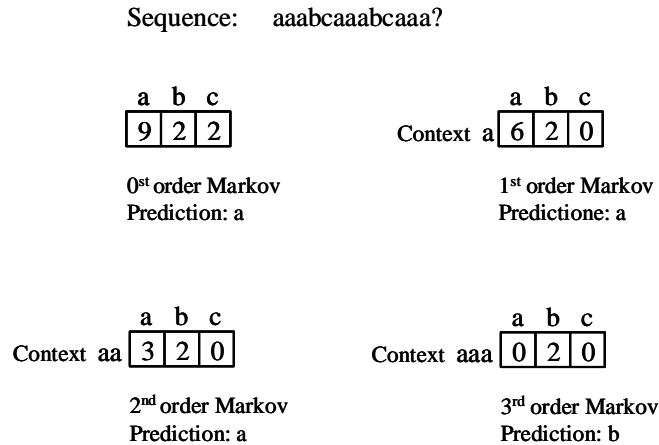 Sequence: aaabcaaabcaaa?
a b c
9 2 2
0st order Markov
Prediction: a
a b c
Context a 6 2 0
1st order Markov
Predictione: a
a b c
Context aa 3 2 0
2nd order Markov
Prediction: a
a b c
Context aaa 0 2 0
3rd order Markov
Prediction: b